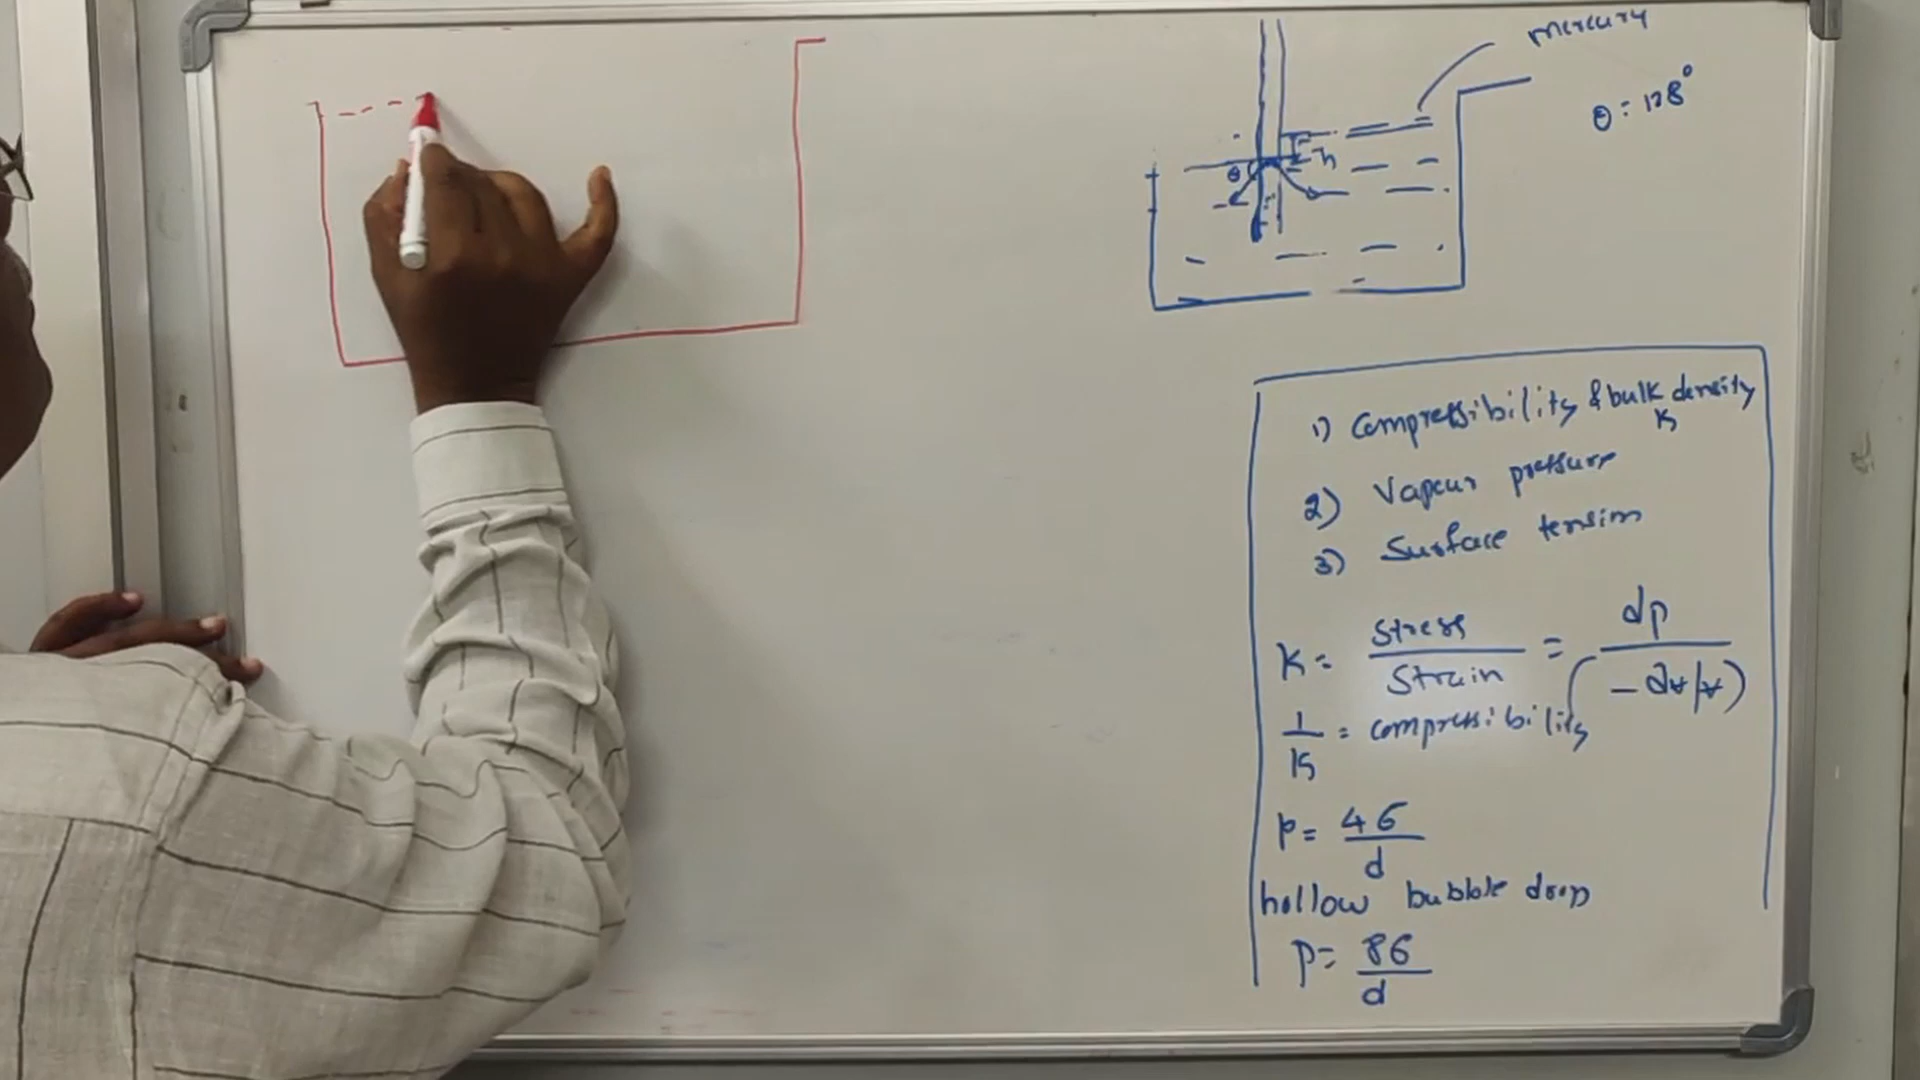 mercury
θ = 128°
h
θ
1) Compressibility & bulk density
K
2) Vapour pressure
3) Surface tension
K = Stress / Strain = dp / (-dv/v)
1/K = compressibility
p = 4σ / d
hollow bubble drop
p = 8σ / d